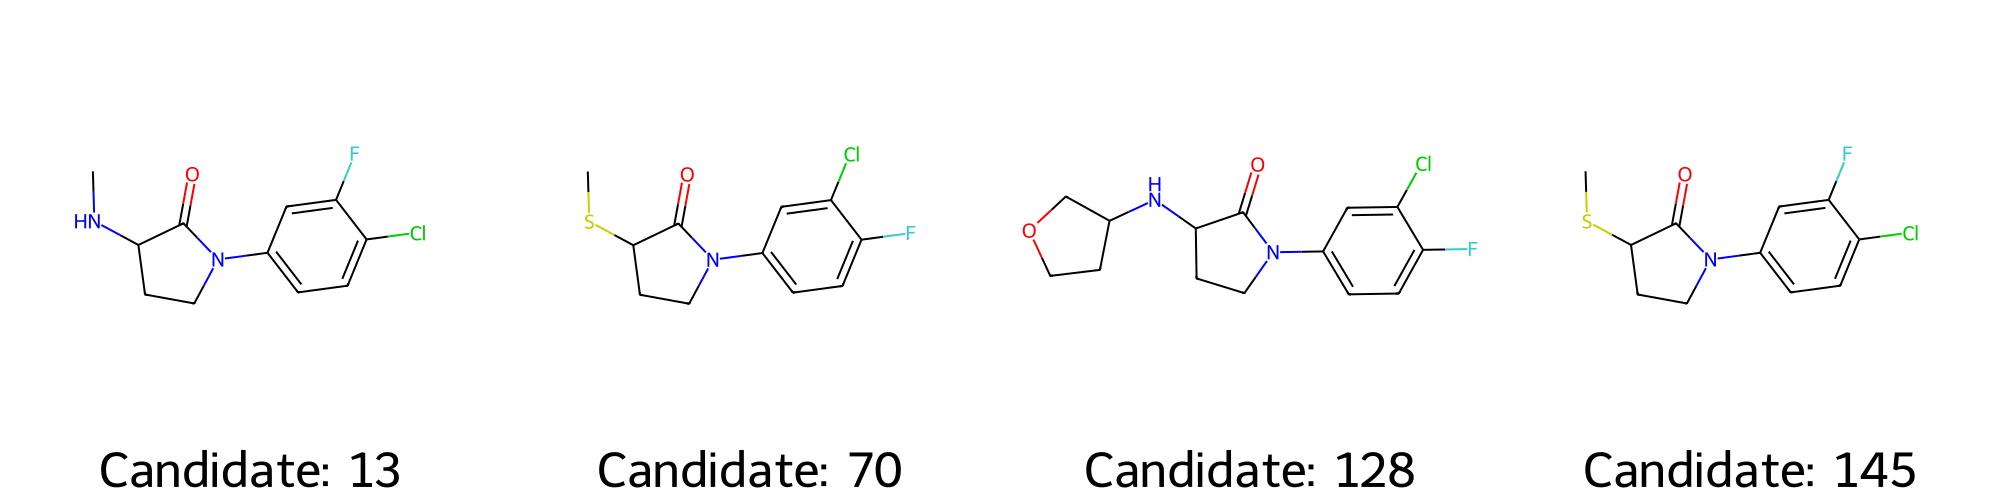 F
O
HN
N
Cl
Cl
O
S
N
F
Cl
O
H
N
O
N
F
F
O
S
N
Cl
Candidate: 13
Candidate: 70
Candidate: 128
Candidate: 145